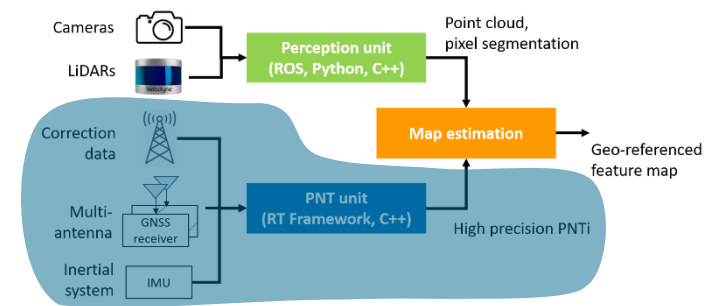 Cameras
LiDARs
Velodyne
Perception unit
(ROS, Python, C++)
Point cloud,
pixel segmentation
Map estimation
Geo-referenced
feature map
Correction
data
Multi-
antenna
GNSS
receiver
Inertial
system
IMU
PNT unit
(RT Framework, C++)
High precision PNTi